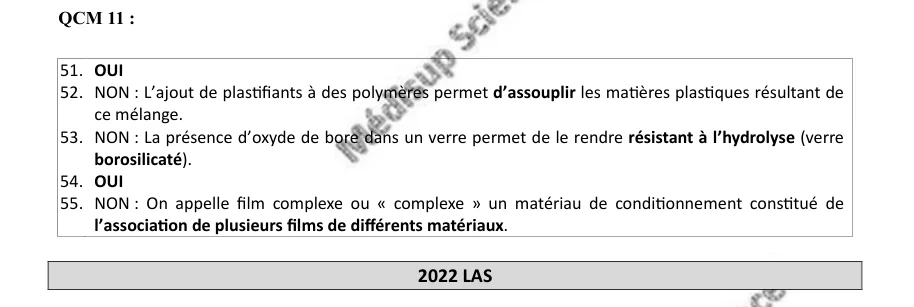 QCM 11 :
51. OUI
52. NON : L’ajout de plastifiants à des polymères permet d’assouplir les matières plastiques résultant de
ce mélange.
53. NON : La présence d’oxyde de bore dans un verre permet de le rendre résistant à l’hydrolyse (verre
borosilicaté).
54. OUI
55. NON : On appelle film complexe ou « complexe » un matériau de conditionnement constitué de
l’association de plusieurs films de différents matériaux.
2022 LAS
Médisup Scie